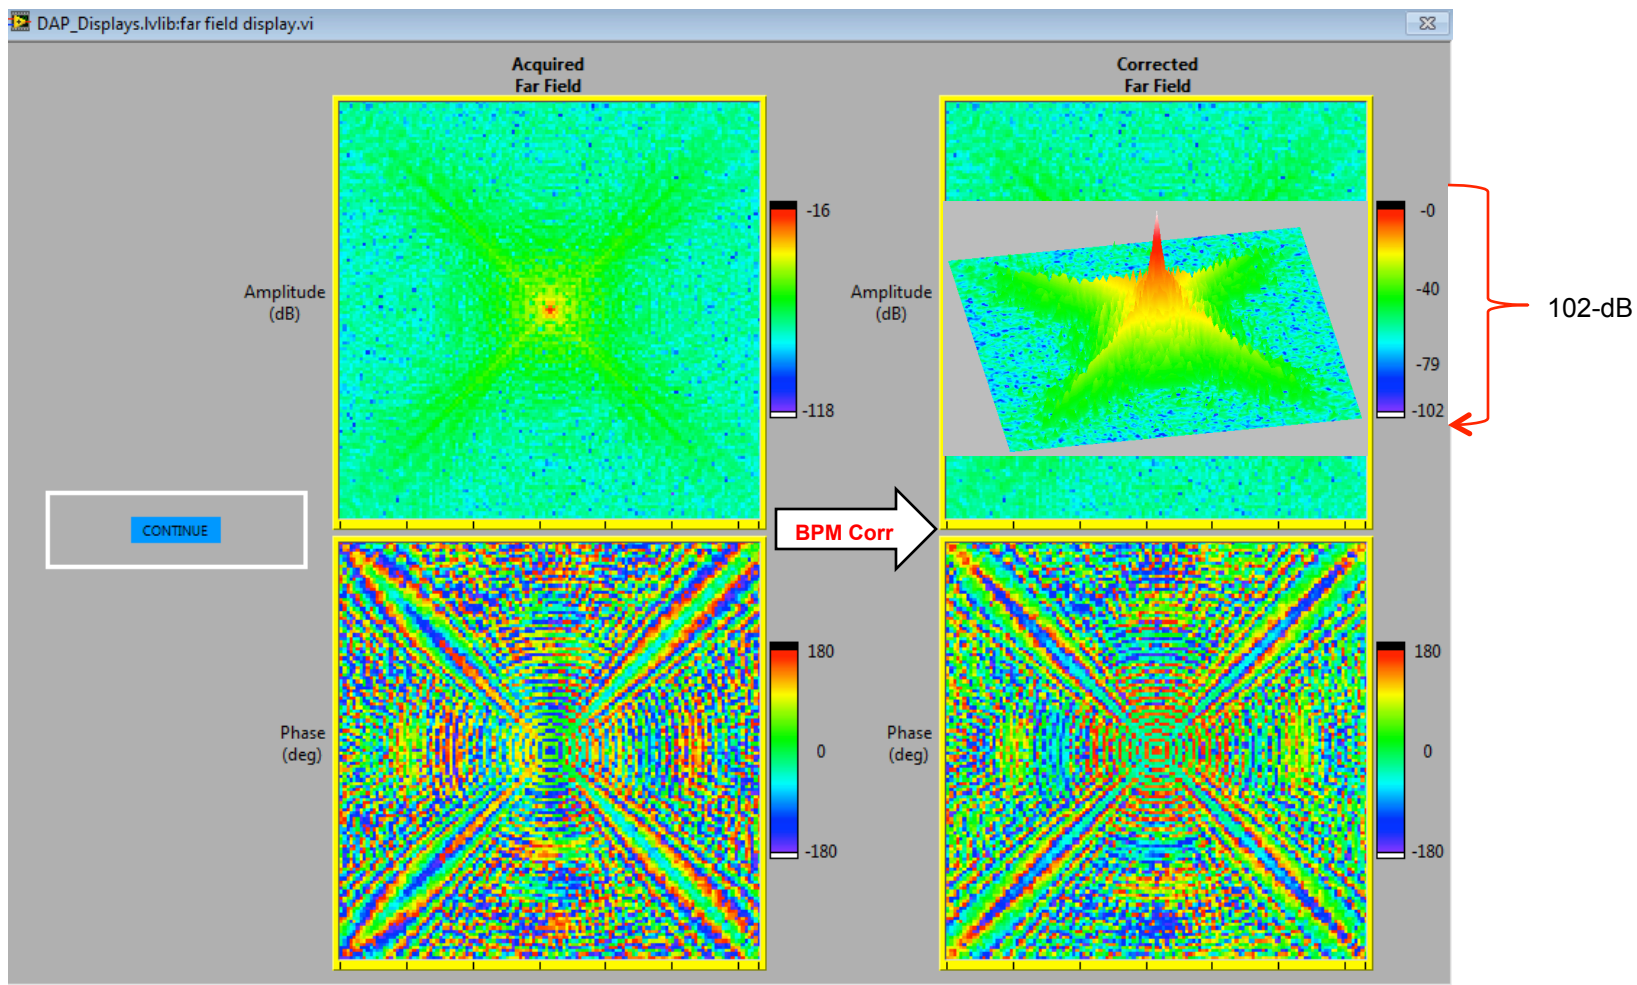 DAP_Displays.lvlib:far field display.vi
Acquired
Far Field
Corrected
Far Field
Amplitude
(dB)
-16
-118
Amplitude
(dB)
-0
-40
-79
-102
102-dB
CONTINUE
BPM Corr
Phase
(deg)
180
0
-180
Phase
(deg)
180
0
-180